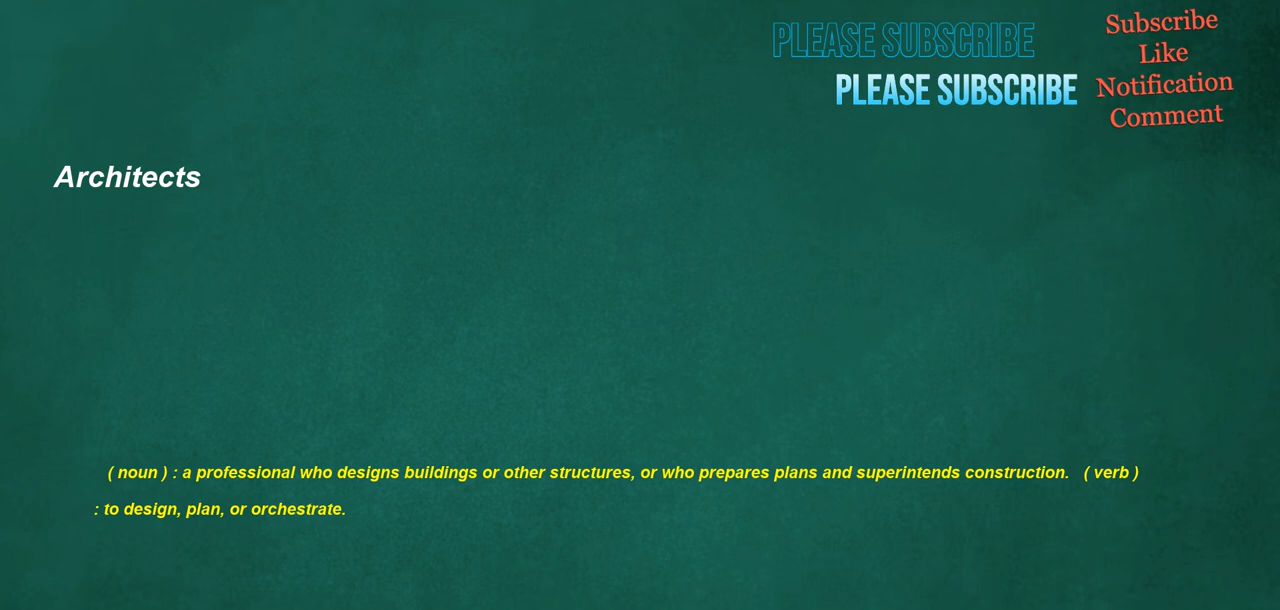 PLEASE SUBSCRIBE
PLEASE SUBSCRIBE
Subscribe
Like
Notification
Comment
Architects
( noun ) : a professional who designs buildings or other structures, or who prepares plans and superintends construction. ( verb )
: to design, plan, or orchestrate.